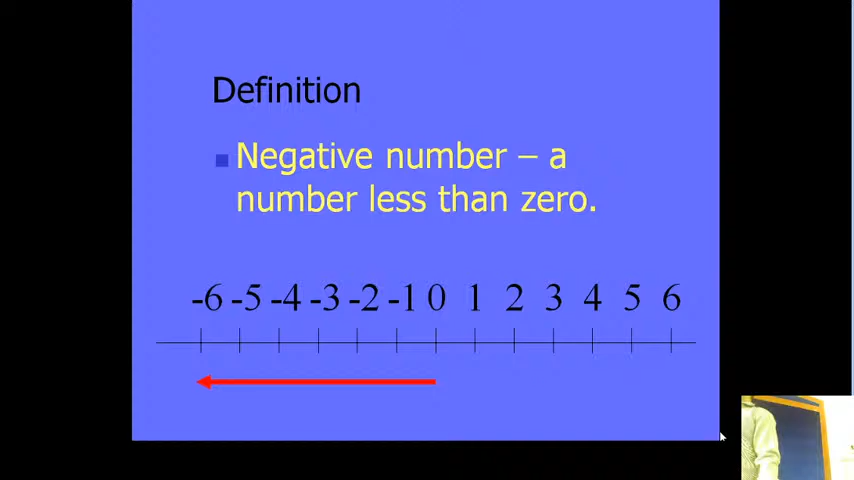 Definition
Negative number – a
number less than zero.
-6 -5 -4 -3 -2 -1 0 1 2 3 4 5 6